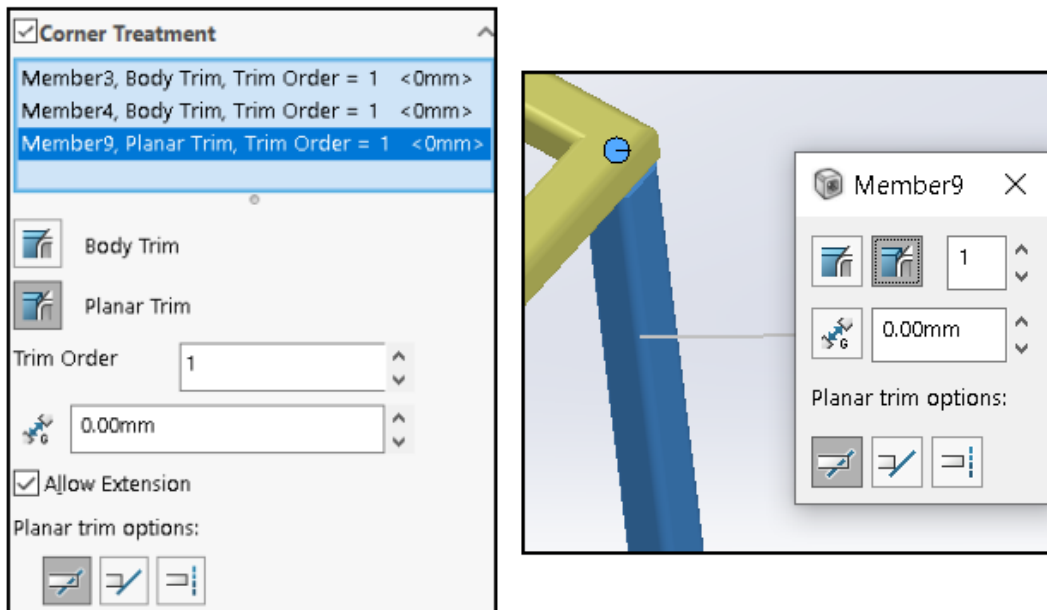 Corner Treatment
Member3, Body Trim, Trim Order = 1 <0mm>
Member4, Body Trim, Trim Order = 1 <0mm>
Member9, Planar Trim, Trim Order = 1 <0mm>
Body Trim
Planar Trim
Trim Order 1
G 0.00mm
Allow Extension
Planar trim options:
Member9
1
G 0.00mm
Planar trim options: